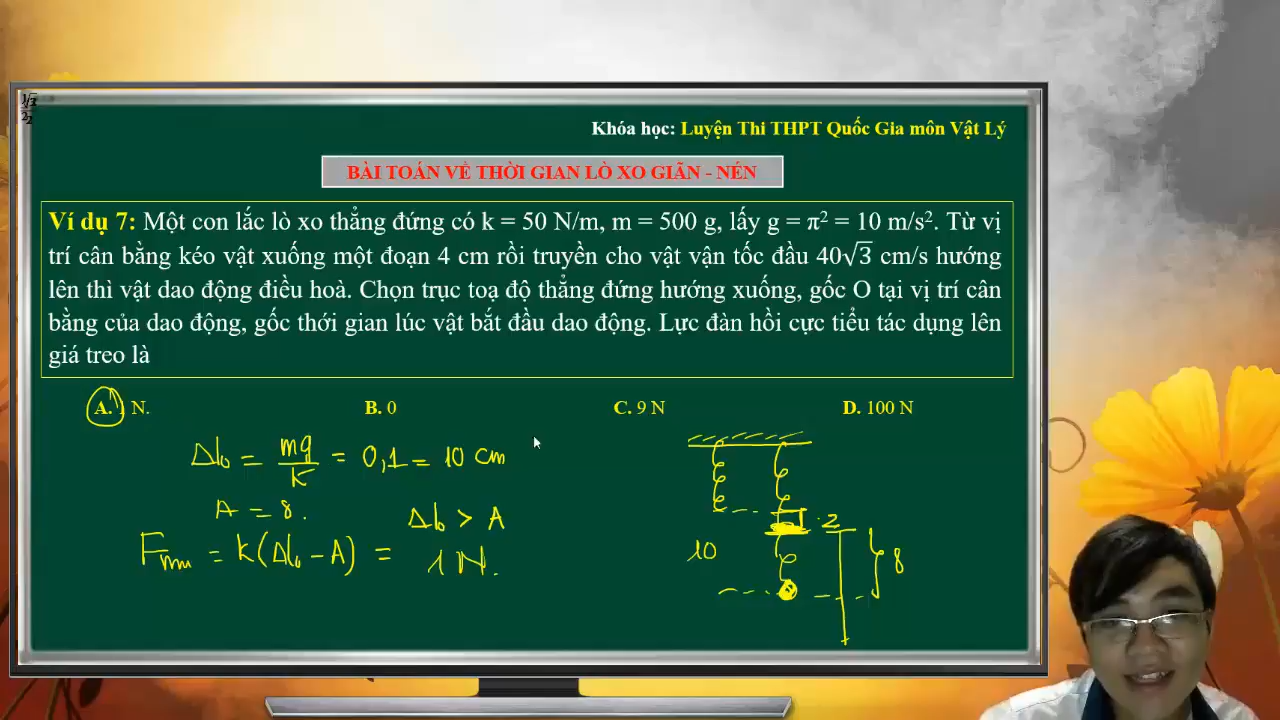 Khóa học: Luyện Thi THPT Quốc Gia môn Vật Lý
BÀI TOÁN VỀ THỜI GIAN LÒ XO GIÃN - NÉN
Ví dụ 7: Một con lắc lò xo thẳng đứng có k = 50 N/m, m = 500 g, lấy g = π² = 10 m/s². Từ vị
trí cân bằng kéo vật xuống một đoạn 4 cm rồi truyền cho vật vận tốc đầu 40√3 cm/s hướng
lên thì vật dao động điều hoà. Chọn trục toạ độ thẳng đứng hướng xuống, gốc O tại vị trí cân
bằng của dao động, gốc thới gian lúc vật bắt đầu dao động. Lực đàn hồi cực tiểu tác dụng lên
giá treo là
A. 1 N. B. 0 C. 9 N D. 100 N
Δl₀ = mg/k = 0,1 = 10 cm
A = 8. Δl₀ > A
Fmin = k(Δl₀ - A) = 1 N.
2
10 8